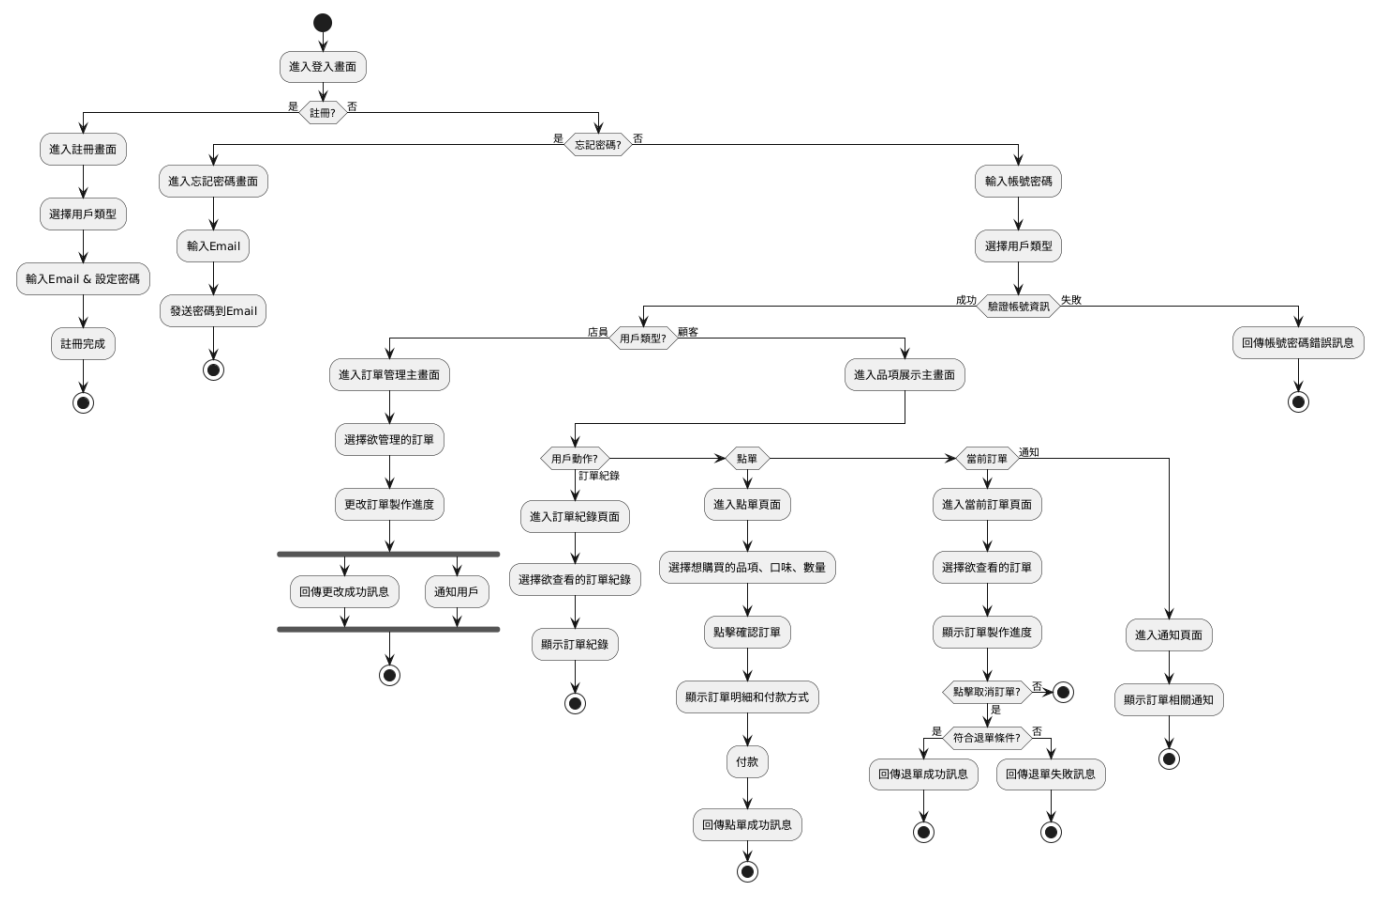 進入登入畫面
是
註冊?
否
進入註冊畫面
選擇用戶類型
輸入Email & 設定密碼
註冊完成
是
忘記密碼?
否
進入忘記密碼畫面
輸入Email
發送密碼到Email
輸入帳號密碼
選擇用戶類型
成功
驗證帳號資訊
失敗
回傳帳號密碼錯誤訊息
店員
用戶類型?
顧客
進入訂單管理主畫面
選擇欲管理的訂單
更改訂單製作進度
回傳更改成功訊息
通知用戶
進入品項展示主畫面
用戶動作?
訂單紀錄
進入訂單紀錄頁面
選擇欲查看的訂單紀錄
顯示訂單紀錄
點單
進入點單頁面
選擇想購買的品項、口味、數量
點擊確認訂單
顯示訂單明細和付款方式
付款
回傳點單成功訊息
當前訂單
通知
進入當前訂單頁面
選擇欲查看的訂單
顯示訂單製作進度
點擊取消訂單?
否
是
是
符合退單條件?
否
回傳退單成功訊息
回傳退單失敗訊息
進入通知頁面
顯示訂單相關通知